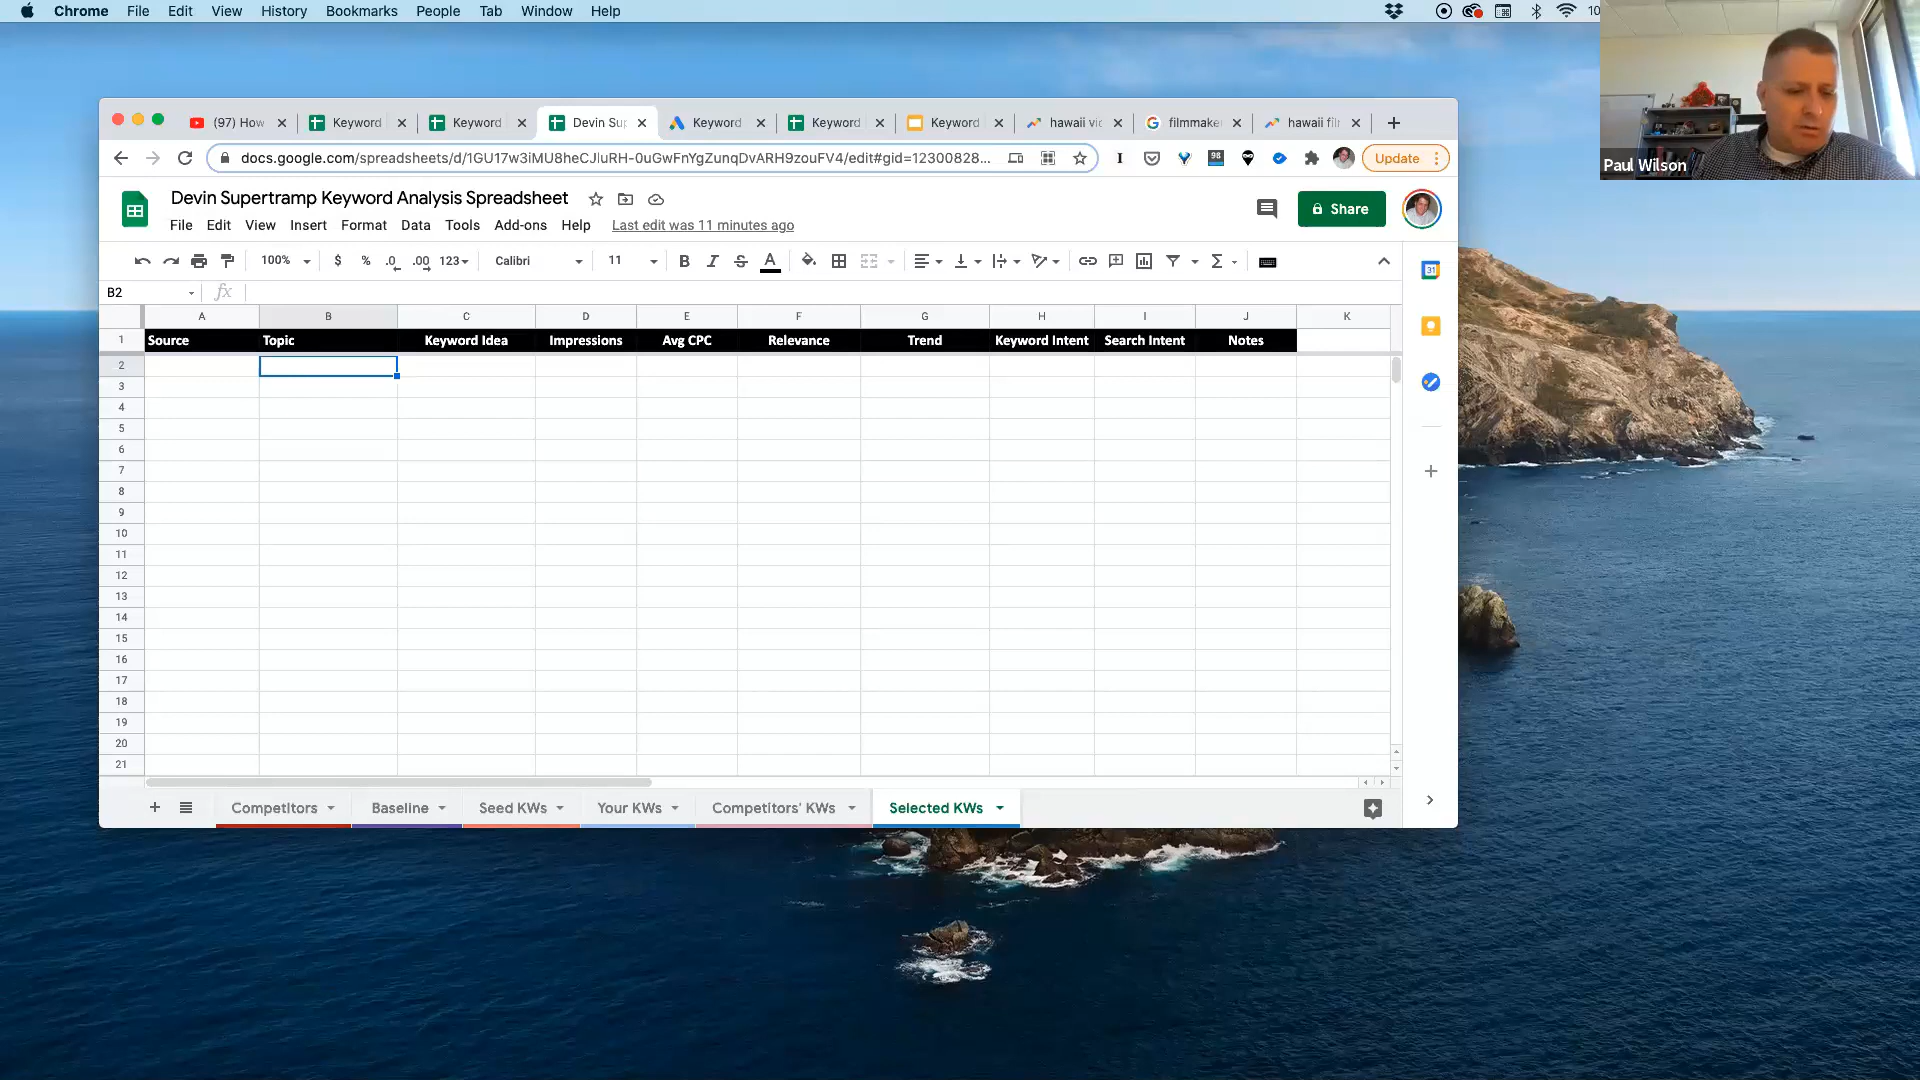 Chrome File Edit View History Bookmarks People Tab Window Help 10
Paul Wilson
(97) How Keyword Keyword Devin Sup Keyword Keyword Keyword hawaii vic filmmake hawaii film
docs.google.com/spreadsheets/d/1GU17w3iMU8heCJluRH-0uGwFnYgZunqDvARH9zouFV4/edit#gid=12300828... 98 Update
Devin Supertramp Keyword Analysis Spreadsheet
Share
File Edit View Insert Format Data Tools Add-ons Help Last edit was 11 minutes ago
100% $ % .0 .00 123 Calibri 11 B I S A
31
B2 fx
A B C D E F G H I J K
1 Source Topic Keyword Idea Impressions Avg CPC Relevance Trend Keyword Intent Search Intent Notes
2
3
4
5
6
7
8
9
10
11
12
13
14
15
16
17
18
19
20
21
Competitors Baseline Seed KWs Your KWs Competitors' KWs Selected KWs